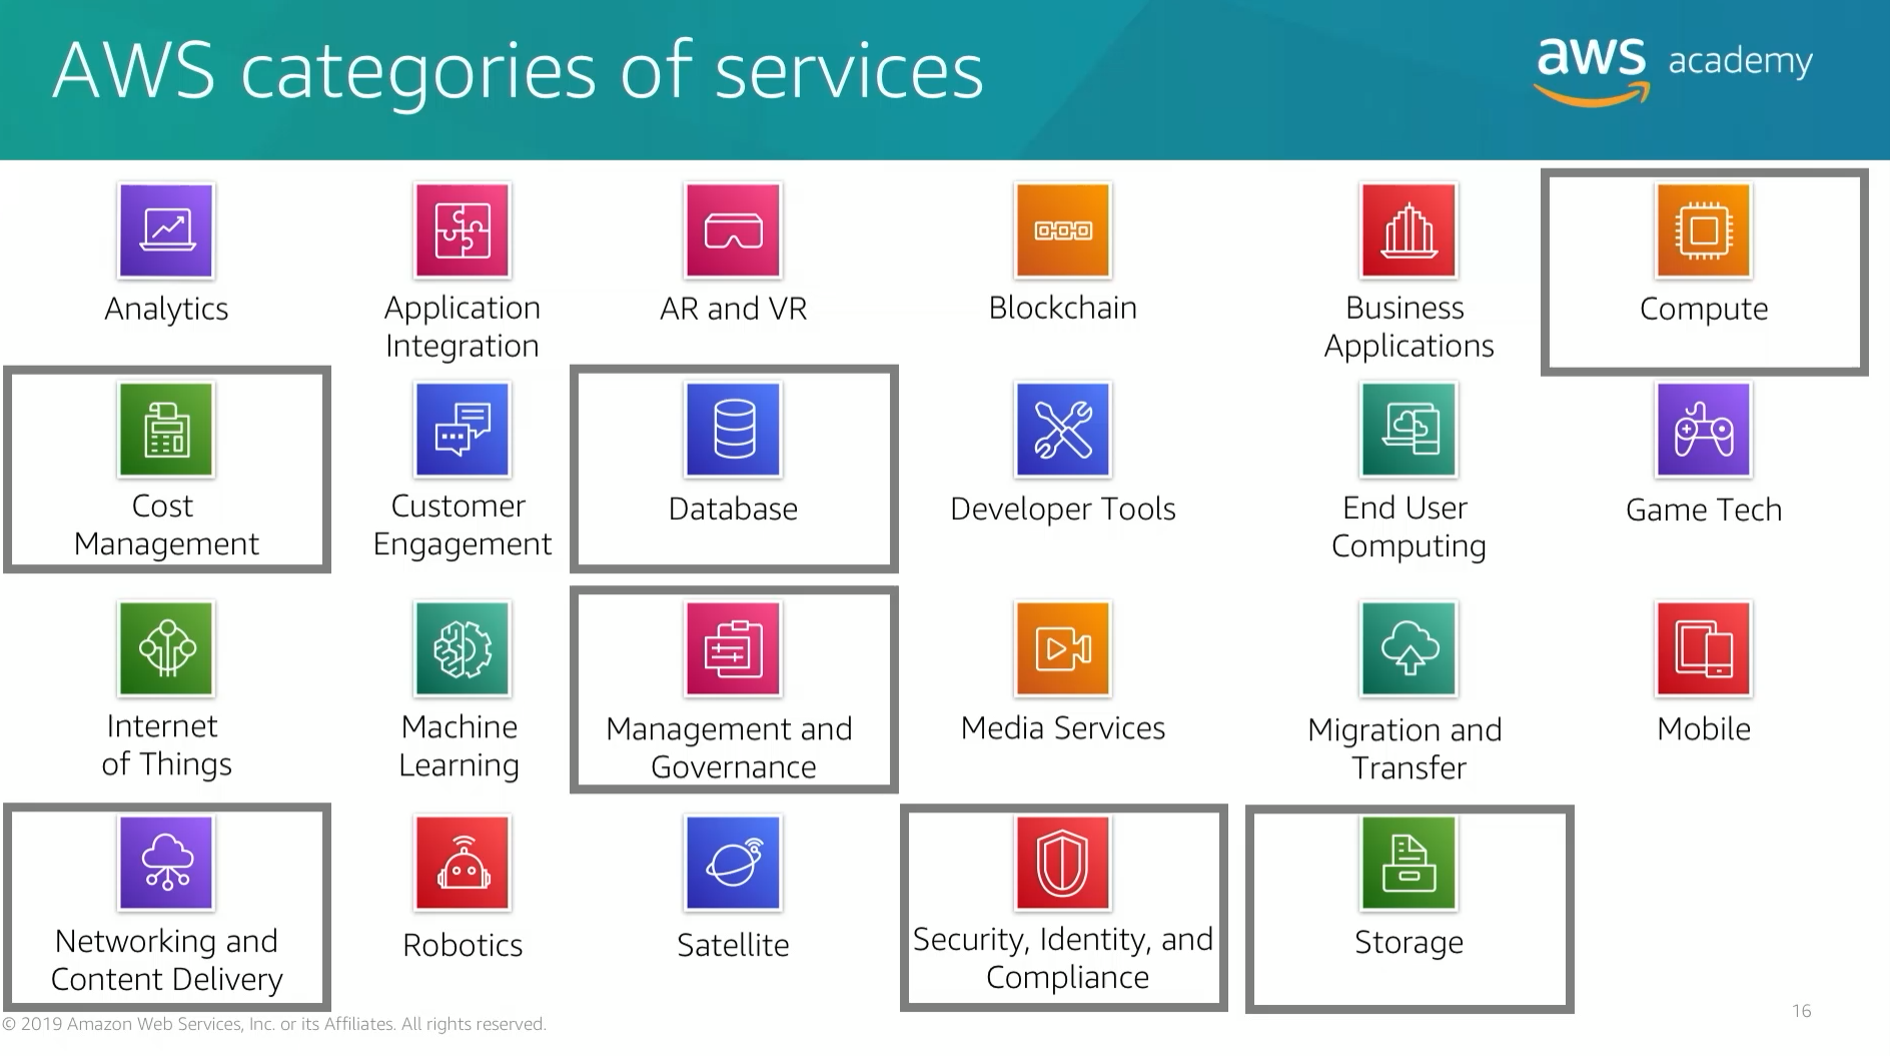 AWS categories of services
aws academy
Analytics
Application
Integration
AR and VR
Blockchain
Business
Applications
Compute
Cost
Management
Customer
Engagement
Database
Developer Tools
End User
Computing
Game Tech
Internet
of Things
Machine
Learning
Management and
Governance
Media Services
Migration and
Transfer
Mobile
Networking and
Content Delivery
Robotics
Satellite
Security, Identity, and
Compliance
Storage
16
© 2019 Amazon Web Services, Inc. or its Affiliates. All rights reserved.